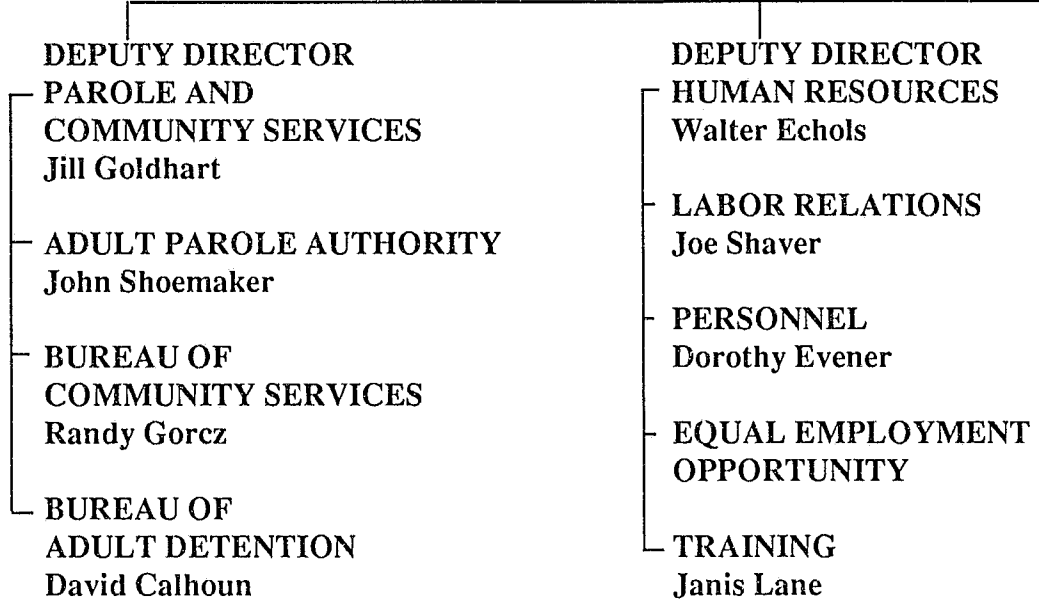 DEPUTY DIRECTOR
PAROLE AND
COMMUNITY SERVICES
Jill Goldhart
ADULT PAROLE AUTHORITY
John Shoemaker
BUREAU OF
COMMUNITY SERVICES
Randy Gorcz
BUREAU OF
ADULT DETENTION
David Calhoun
DEPUTY DIRECTOR
HUMAN RESOURCES
Walter Echols
LABOR RELATIONS
Joe Shaver
PERSONNEL
Dorothy Evener
EQUAL EMPLOYMENT
OPPORTUNITY
TRAINING
Janis Lane